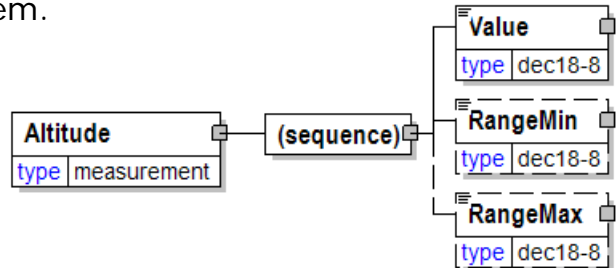 em.
Value
type dec18-8
Altitude
type measurement
(sequence)
RangeMin
type dec18-8
RangeMax
type dec18-8